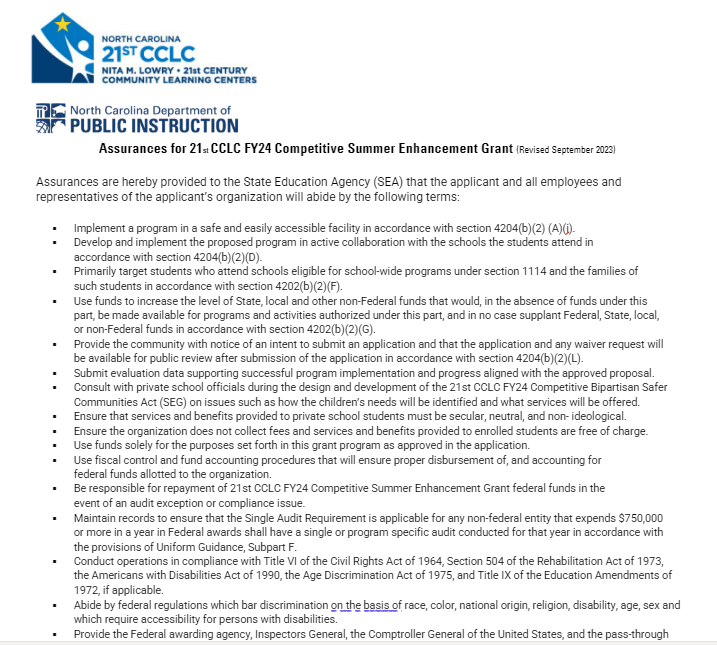 NORTH CAROLINA
21ST CCLC
NITA M. LOWRY • 21st CENTURY
COMMUNITY LEARNING CENTERS
North Carolina Department of
PUBLIC INSTRUCTION
Assurances for 21st CCLC FY24 Competitive Summer Enhancement Grant (Revised September 2023)
Assurances are hereby provided to the State Education Agency (SEA) that the applicant and all employees and
representatives of the applicant's organization will abide by the following terms:
▪ Implement a program in a safe and easily accessible facility in accordance with section 4204(b)(2) (A)(i).
▪ Develop and implement the proposed program in active collaboration with the schools the students attend in
accordance with section 4204(b)(2)(D).
▪ Primarily target students who attend schools eligible for school-wide programs under section 1114 and the families of
such students in accordance with section 4202(b)(2)(F).
▪ Use funds to increase the level of State, local and other non-Federal funds that would, in the absence of funds under this
part, be made available for programs and activities authorized under this part, and in no case supplant Federal, State, local,
or non-Federal funds in accordance with section 4202(b)(2)(G).
▪ Provide the community with notice of an intent to submit an application and that the application and any waiver request will
be available for public review after submission of the application in accordance with section 4204(b)(2)(L).
▪ Submit evaluation data supporting successful program implementation and progress aligned with the approved proposal.
▪ Consult with private school officials during the design and development of the 21st CCLC FY24 Competitive Bipartisan Safer
Communities Act (SEG) on issues such as how the children's needs will be identified and what services will be offered.
▪ Ensure that services and benefits provided to private school students must be secular, neutral, and non- ideological.
▪ Ensure the organization does not collect fees and services and benefits provided to enrolled students are free of charge.
▪ Use funds solely for the purposes set forth in this grant program as approved in the application.
▪ Use fiscal control and fund accounting procedures that will ensure proper disbursement of, and accounting for
federal funds allotted to the organization.
▪ Be responsible for repayment of 21st CCLC FY24 Competitive Summer Enhancement Grant federal funds in the
event of an audit exception or compliance issue.
▪ Maintain records to ensure that the Single Audit Requirement is applicable for any non-federal entity that expends $750,000
or more in a year in Federal awards shall have a single or program specific audit conducted for that year in accordance with
the provisions of Uniform Guidance, Subpart F.
▪ Conduct operations in compliance with Title VI of the Civil Rights Act of 1964, Section 504 of the Rehabilitation Act of 1973,
the Americans with Disabilities Act of 1990, the Age Discrimination Act of 1975, and Title IX of the Education Amendments of
1972, if applicable.
▪ Abide by federal regulations which bar discrimination on the basis of race, color, national origin, religion, disability, age, sex and
which require accessibility for persons with disabilities.
▪ Provide the Federal awarding agency, Inspectors General, the Comptroller General of the United States, and the pass-through